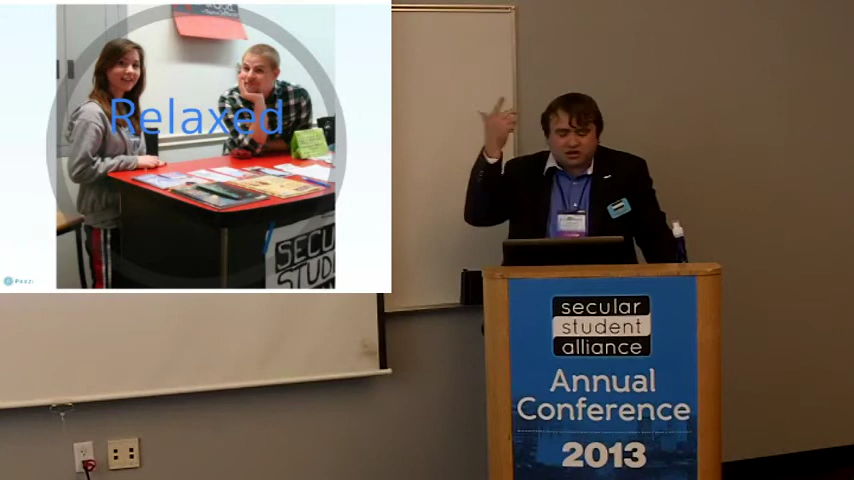 Relaxed
SECU
STUD
Prezi
secular
student
alliance
Annual
Conference
2013